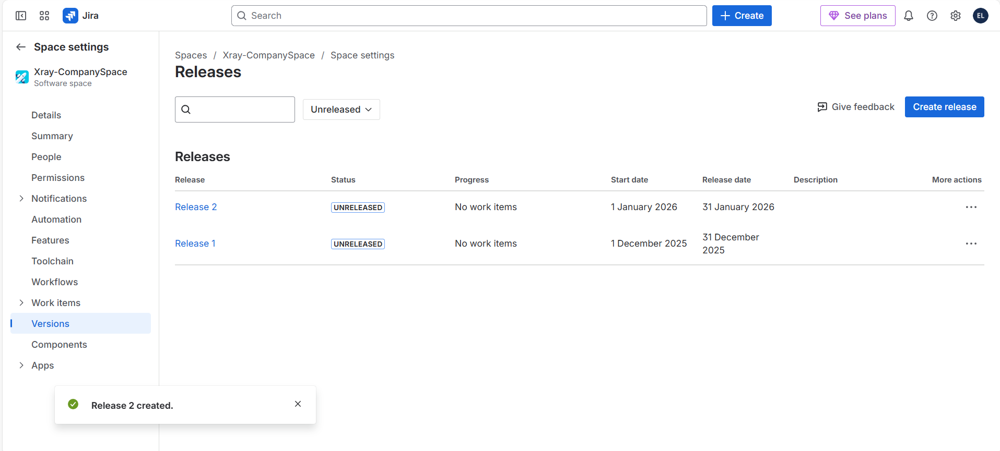 Jira
Search
Create
See plans
EL
Space settings
Xray-CompanySpace
Software space
Details
Summary
People
Permissions
Notifications
Automation
Features
Toolchain
Workflows
Work items
Versions
Components
Apps
Spaces / Xray-CompanySpace / Space settings
Releases
Unreleased
Give feedback
Create release
Releases
Release Status Progress Start date Release date Description More actions
Release 2 UNRELEASED No work items 1 January 2026 31 January 2026
Release 1 UNRELEASED No work items 1 December 2025 31 December
2025
Release 2 created.